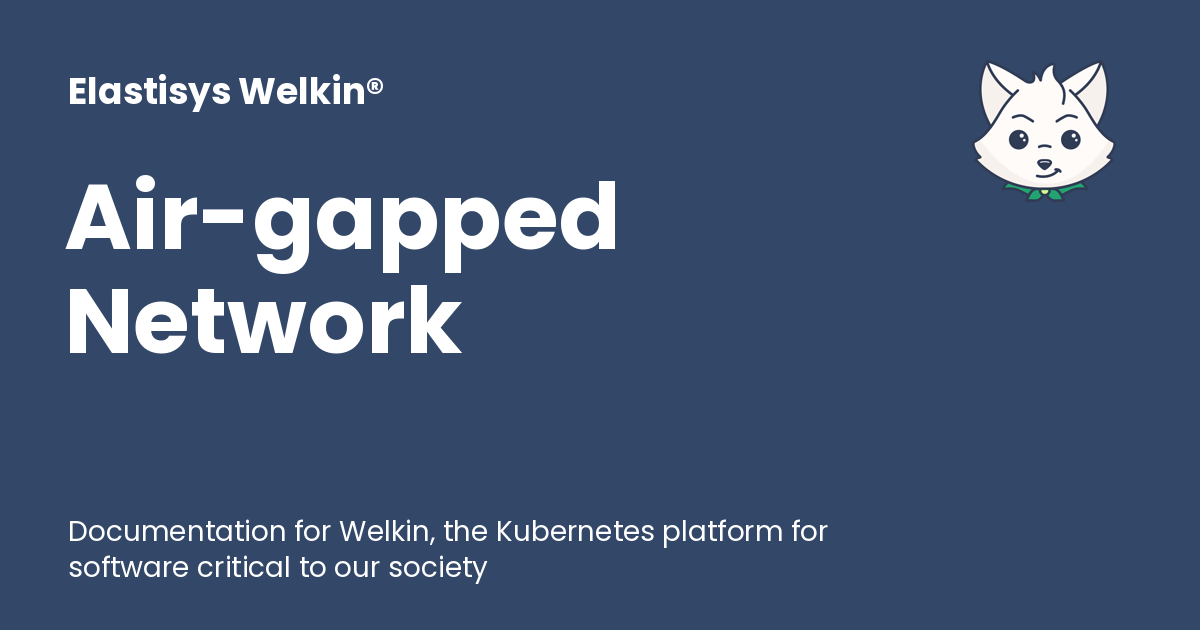 Elastisys Welkin®
Air-gapped
Network
Documentation for Welkin, the Kubernetes platform for
software critical to our society